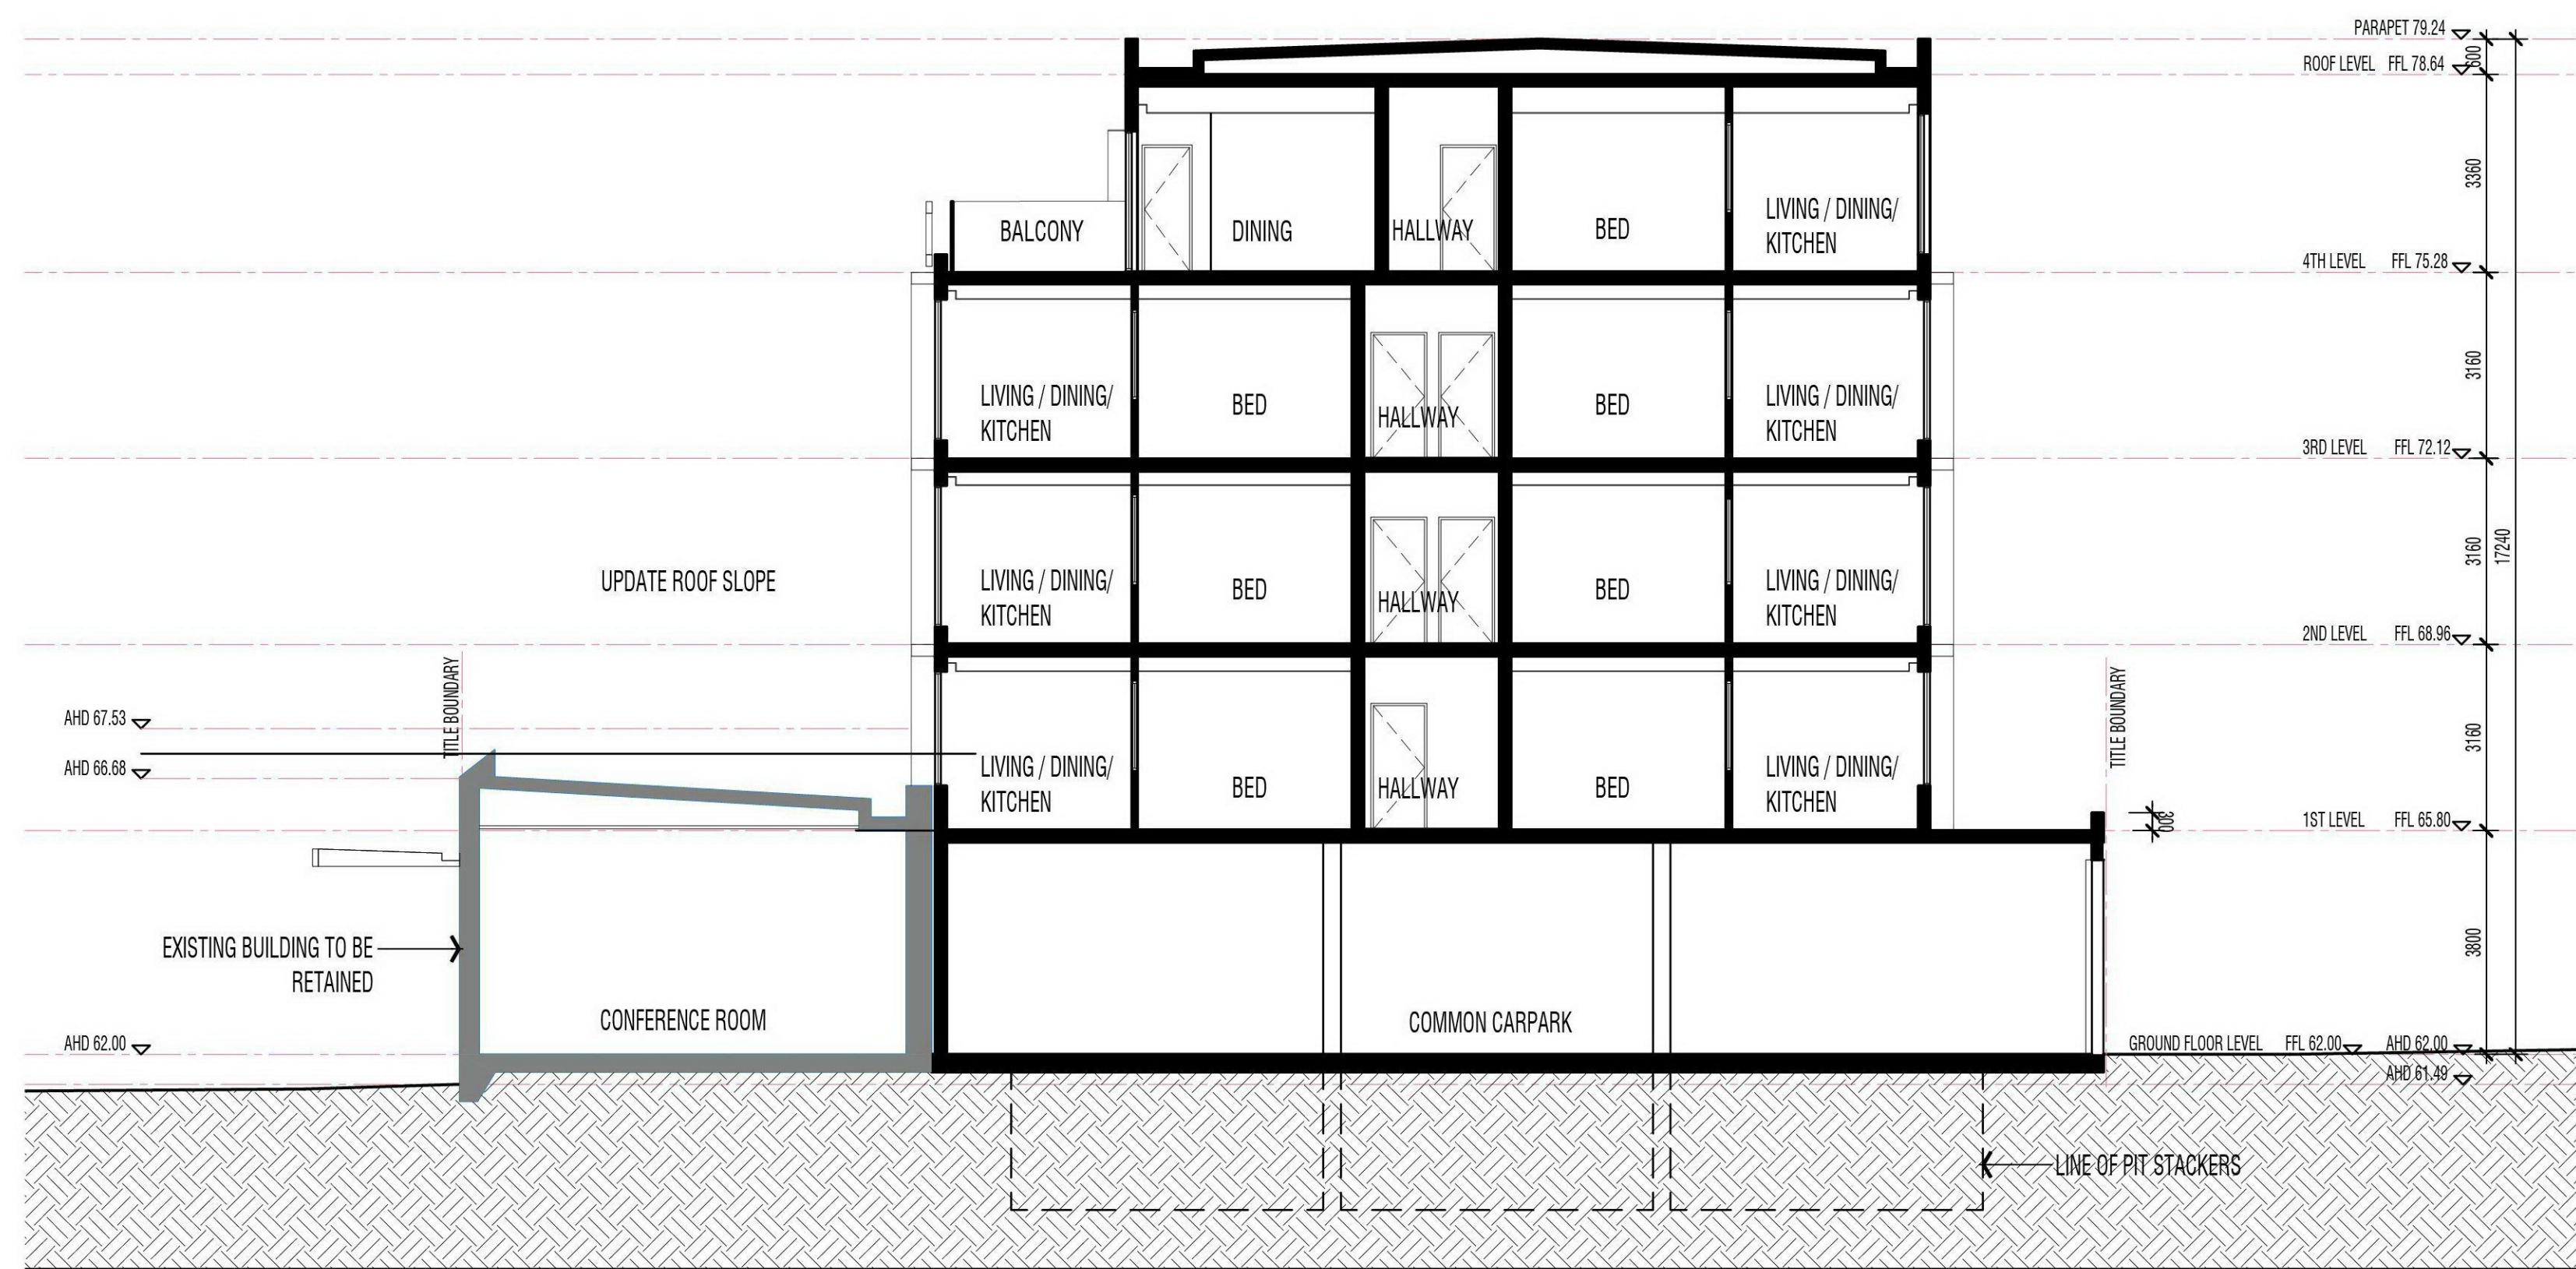 PARAPET 79.24
600
ROOF LEVEL FFL 78.64
3360
BALCONY
DINING
HALLWAY
BED
LIVING / DINING/
KITCHEN
4TH LEVEL FFL 75.28
3160
LIVING / DINING/
KITCHEN
BED
HALLWAY
BED
LIVING / DINING/
KITCHEN
3RD LEVEL FFL 72.12
3160
17240
UPDATE ROOF SLOPE
LIVING / DINING/
KITCHEN
BED
HALLWAY
BED
LIVING / DINING/
KITCHEN
2ND LEVEL FFL 68.96
TITLE BOUNDARY
TITLE BOUNDARY
AHD 67.53
3160
AHD 66.68
LIVING / DINING/
KITCHEN
BED
HALLWAY
BED
LIVING / DINING/
KITCHEN
300
1ST LEVEL FFL 65.80
EXISTING BUILDING TO BE
RETAINED
3800
CONFERENCE ROOM
COMMON CARPARK
AHD 62.00
GROUND FLOOR LEVEL FFL 62.00 AHD 62.00
AHD 61.49
LINE OF PIT STACKERS